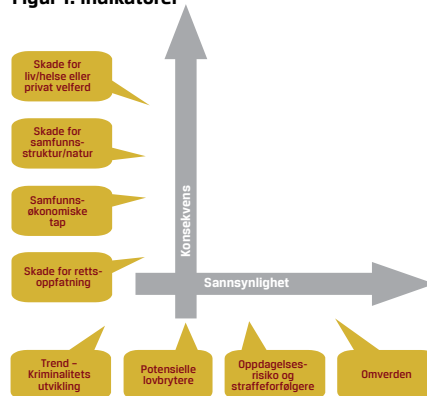 Figur 1: Indikatorer
Skade for
liv/helse eller
privat velferd
Skade for
samfunns-
struktur/natur
Samfunns-
økonomiske
tap
Skade for retts-
oppfatning
Konsekvens
Sannsynlighet
Trend –
Kriminalitets
utvikling
Potensielle
lovbrytere
Oppdagelses-
risiko og
straffeforfølgere
Omverden